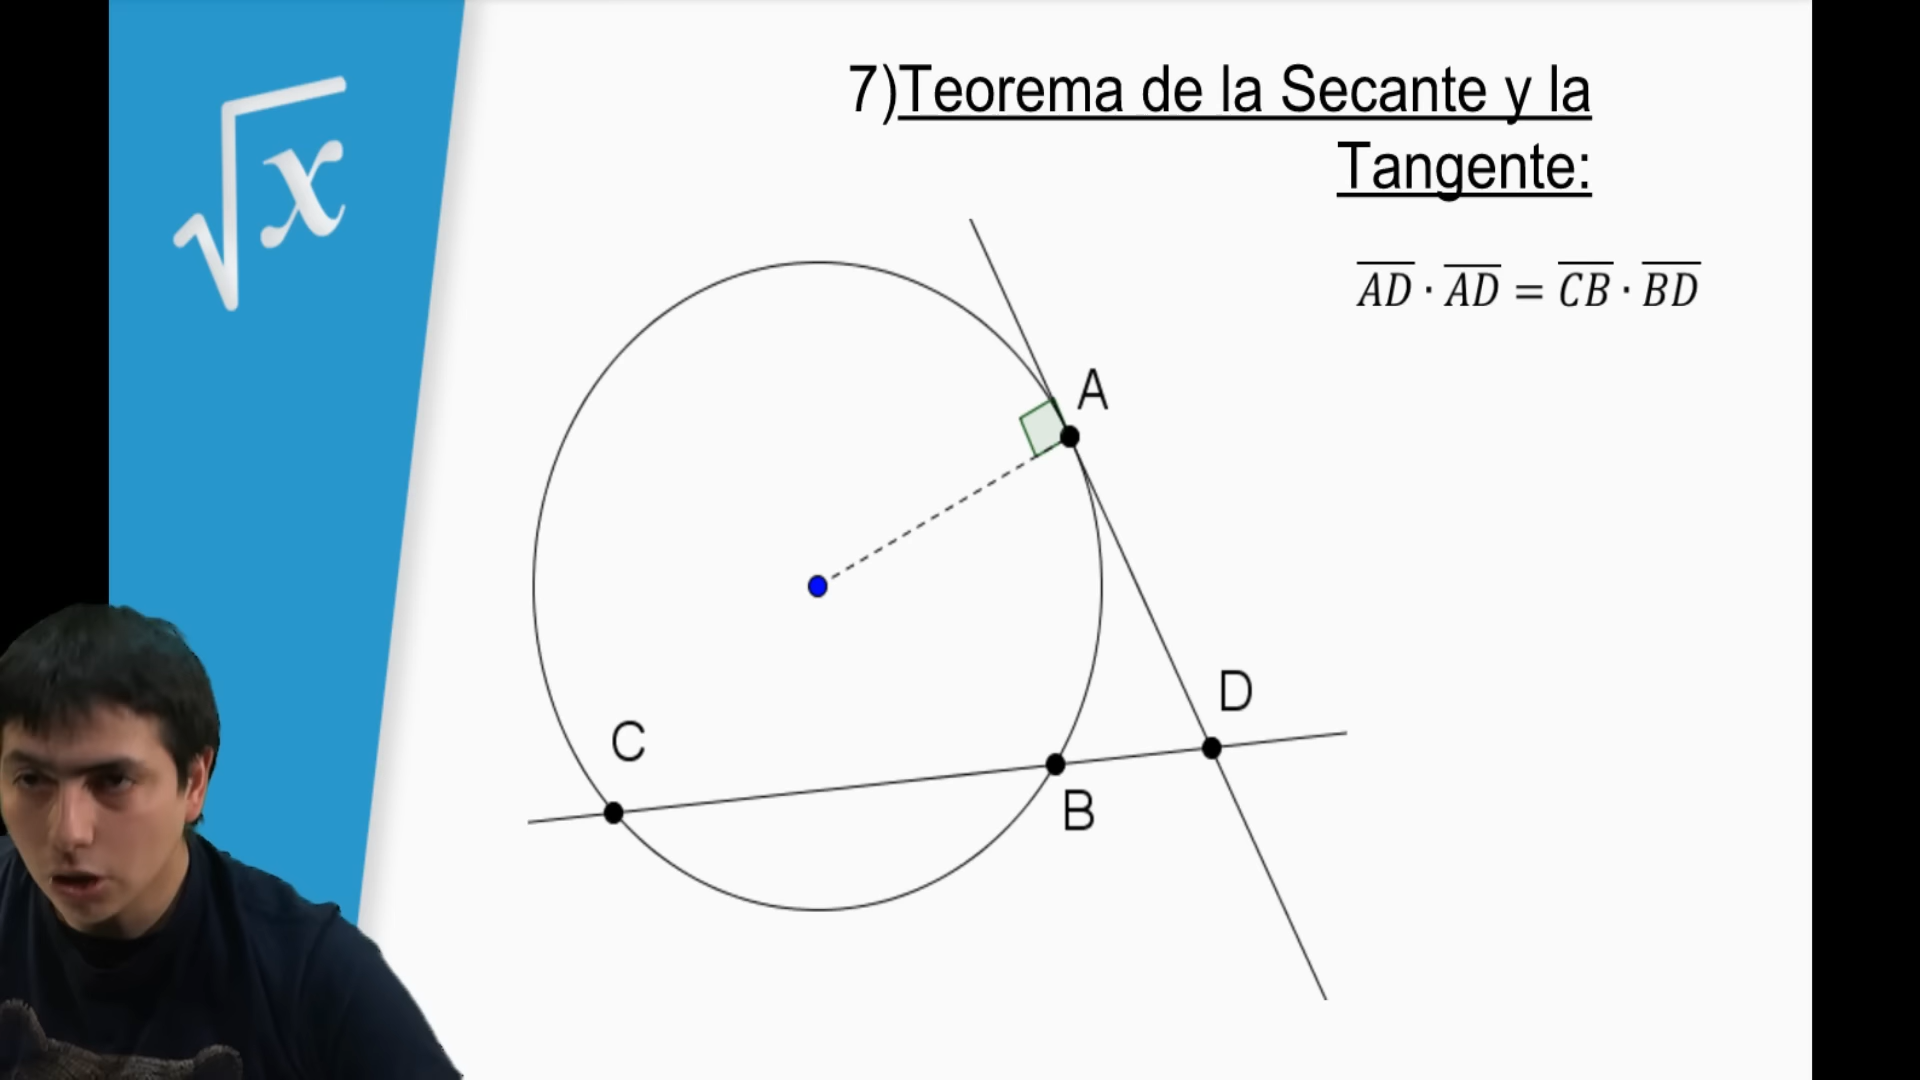 √x
7)Teorema de la Secante y la
Tangente:
AD · AD = CB · BD
A
D
C
B